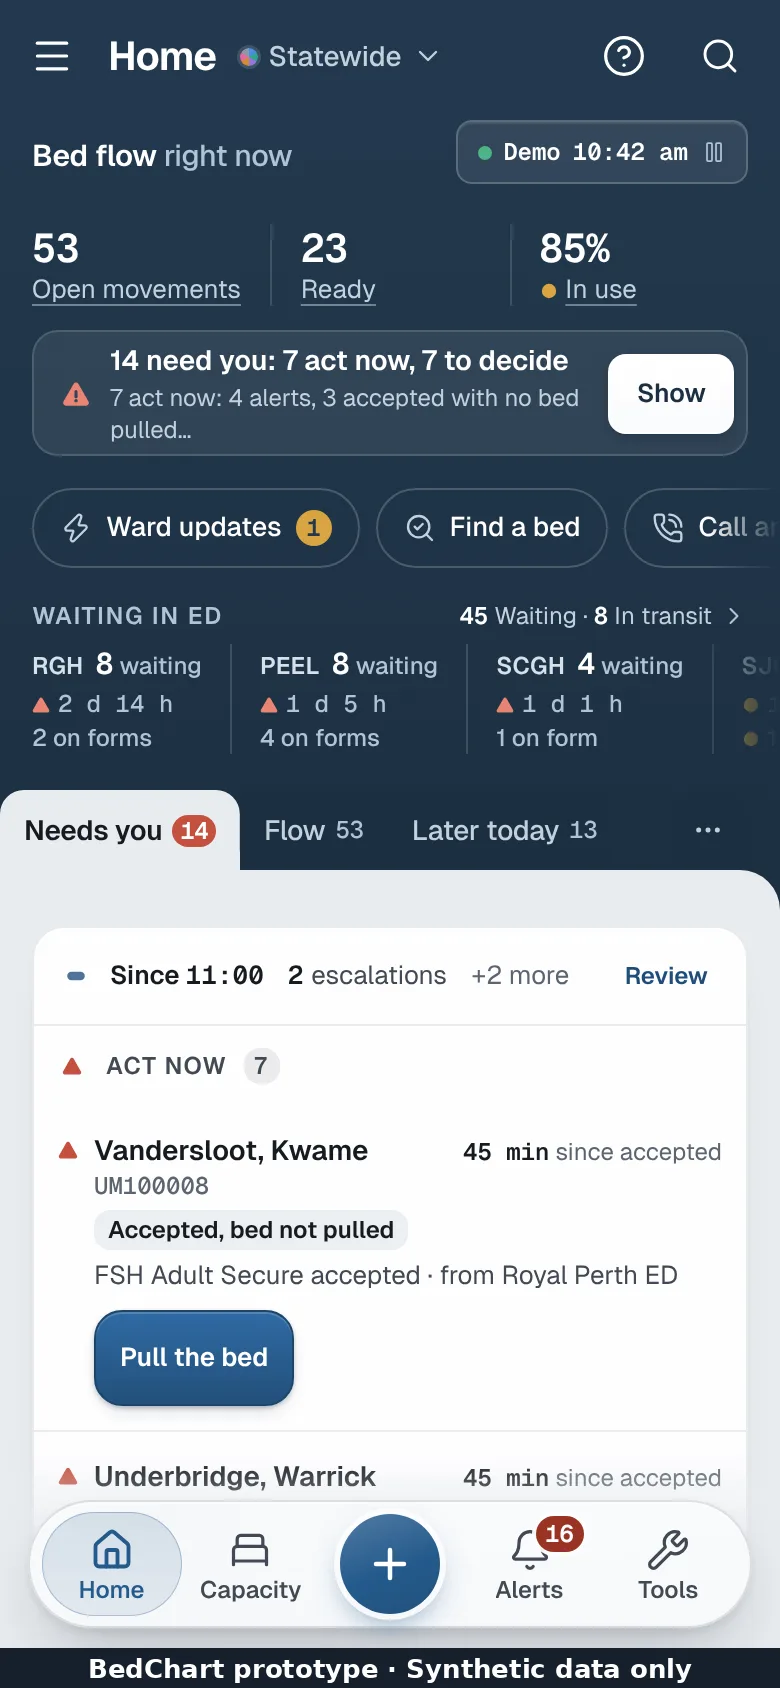 Home Statewide
Bed flow right now
Demo 10:42 am
53 23 85%
Open movements Ready In use
14 need you: 7 act now, 7 to decide
7 act now: 4 alerts, 3 accepted with no bed
pulled...
Show
Ward updates 1 Find a bed Call
WAITING IN ED 45 Waiting · 8 In transit
RGH 8 waiting PEEL 8 waiting SCGH 4 waiting
2 d 14 h 1 d 5 h 1 d 1 h
2 on forms 4 on forms 1 on form
Needs you 14 Flow 53 Later today 13
Since 11:00 2 escalations +2 more Review
ACT NOW 7
Vandersloot, Kwame 45 min since accepted
UM100008
Accepted, bed not pulled
FSH Adult Secure accepted · from Royal Perth ED
Pull the bed
Underbridge, Warrick 45 min since accepted
16
Home Capacity Alerts Tools
BedChart prototype · Synthetic data only